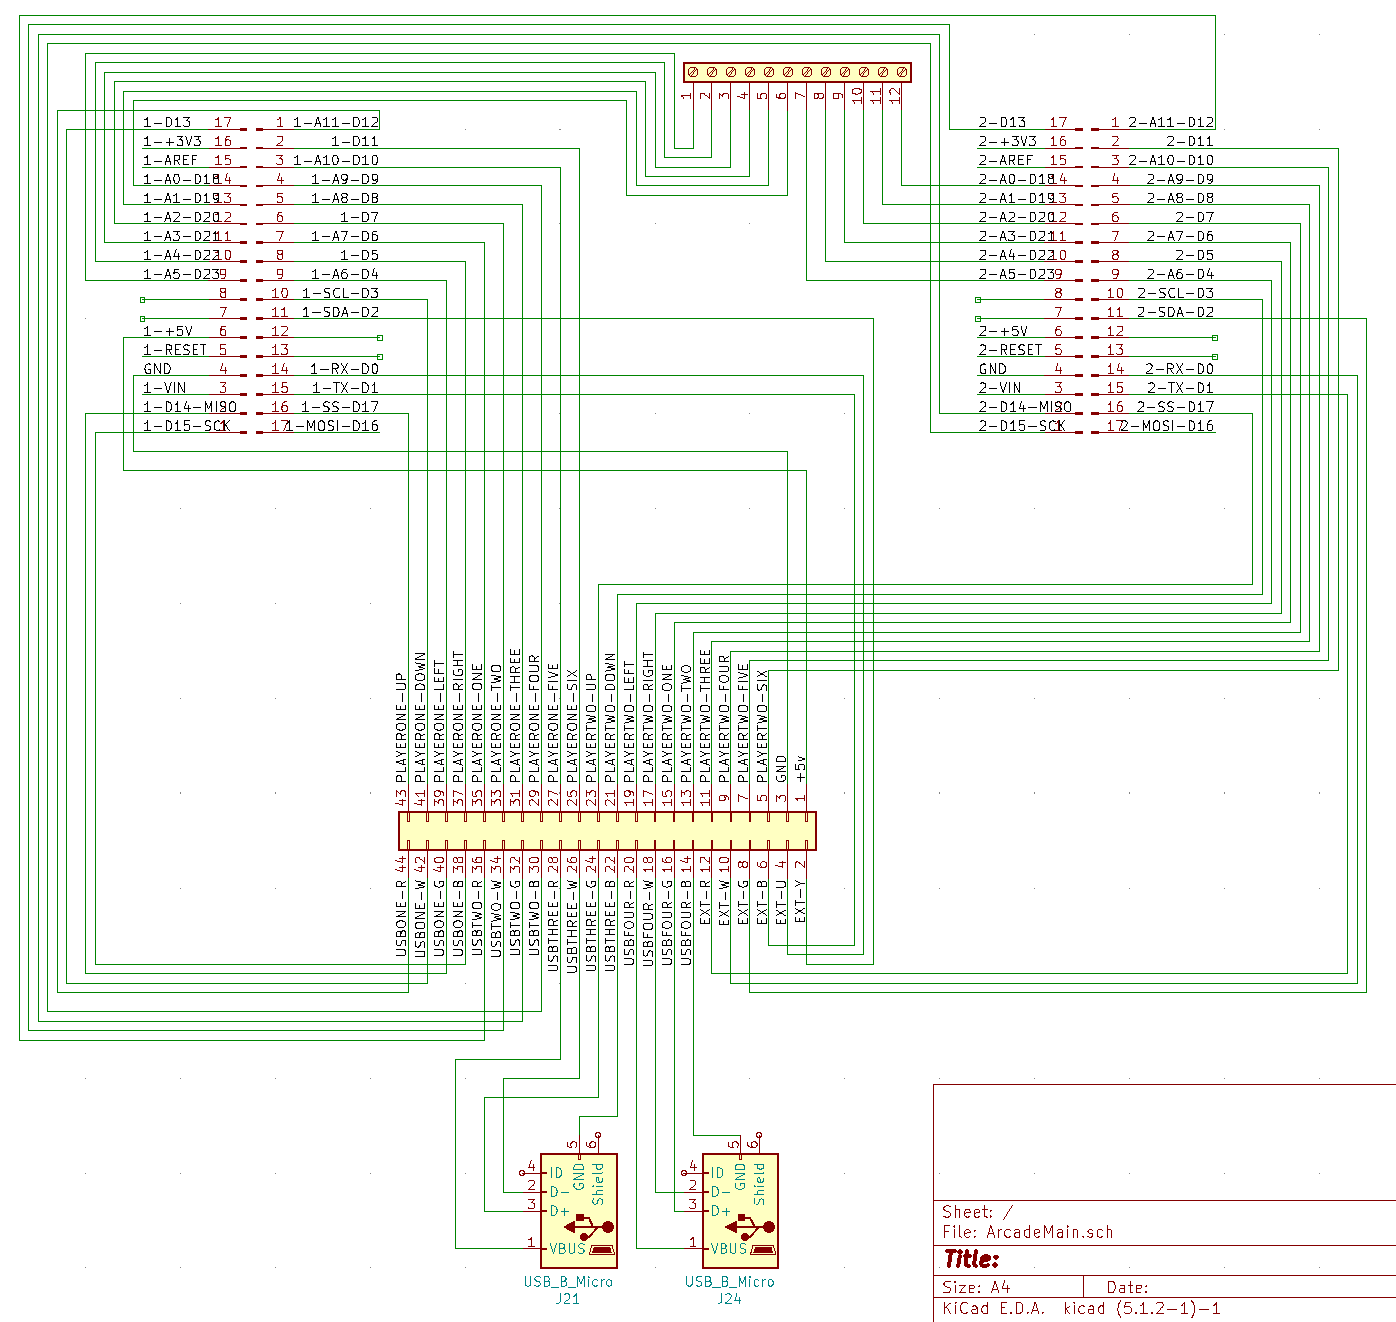 1 2 3 4 5 6 7 8 9 10 11 12
1-D13 17 1 1-A11-D12
1-+3V3 16 2 1-D11
1-AREF 15 3 1-A10-D10
1-A0-D18 14 4 1-A9-D9
1-A1-D19 13 5 1-A8-D8
1-A2-D20 12 6 1-D7
1-A3-D21 11 7 1-A7-D6
1-A4-D22 10 8 1-D5
1-A5-D23 9 9 1-A6-D4
8 10 1-SCL-D3
7 11 1-SDA-D2
1-+5V 6 12
1-RESET 5 13
GND 4 14 1-RX-D0
1-VIN 3 15 1-TX-D1
1-D14-MISO 2 16 1-SS-D17
1-D15-SCK 1 17 1-MOSI-D16
2-D13 17 1 2-A11-D12
2-+3V3 16 2 2-D11
2-AREF 15 3 2-A10-D10
2-A0-D18 14 4 2-A9-D9
2-A1-D19 13 5 2-A8-D8
2-A2-D20 12 6 2-D7
2-A3-D21 11 7 2-A7-D6
2-A4-D22 10 8 2-D5
2-A5-D23 9 9 2-A6-D4
8 10 2-SCL-D3
7 11 2-SDA-D2
2-+5V 6 12
2-RESET 5 13
GND 4 14 2-RX-D0
2-VIN 3 15 2-TX-D1
2-D14-MISO 2 16 2-SS-D17
2-D15-SCK 1 17 2-MOSI-D16
43 PLAYERONE-UP
41 PLAYERONE-DOWN
39 PLAYERONE-LEFT
37 PLAYERONE-RIGHT
35 PLAYERONE-ONE
33 PLAYERONE-TWO
31 PLAYERONE-THREE
29 PLAYERONE-FOUR
27 PLAYERONE-FIVE
25 PLAYERONE-SIX
23 PLAYERTWO-UP
21 PLAYERTWO-DOWN
19 PLAYERTWO-LEFT
17 PLAYERTWO-RIGHT
15 PLAYERTWO-ONE
13 PLAYERTWO-TWO
11 PLAYERTWO-THREE
9 PLAYERTWO-FOUR
7 PLAYERTWO-FIVE
5 PLAYERTWO-SIX
3 GND
1 +5v
USBONE-R 44
USBONE-W 42
USBONE-G 40
USBONE-B 38
USBTWO-R 36
USBTWO-W 34
USBTWO-G 32
USBTWO-B 30
USBTHREE-R 28
USBTHREE-W 26
USBTHREE-G 24
USBTHREE-B 22
USBFOUR-R 20
USBFOUR-W 18
USBFOUR-G 16
USBFOUR-B 14
EXT-R 12
EXT-W 10
EXT-G 8
EXT-B 6
EXT-U 4
EXT-Y 2
5 6
4 ID GND Shield
2 D-
3 D+
1 VBUS
USB_B_Micro
J21
5 6
4 ID GND Shield
2 D-
3 D+
1 VBUS
USB_B_Micro
J24
Sheet: /
File: ArcadeMain.sch
Title:
Size: A4 Date:
KiCad E.D.A. kicad (5.1.2-1)-1